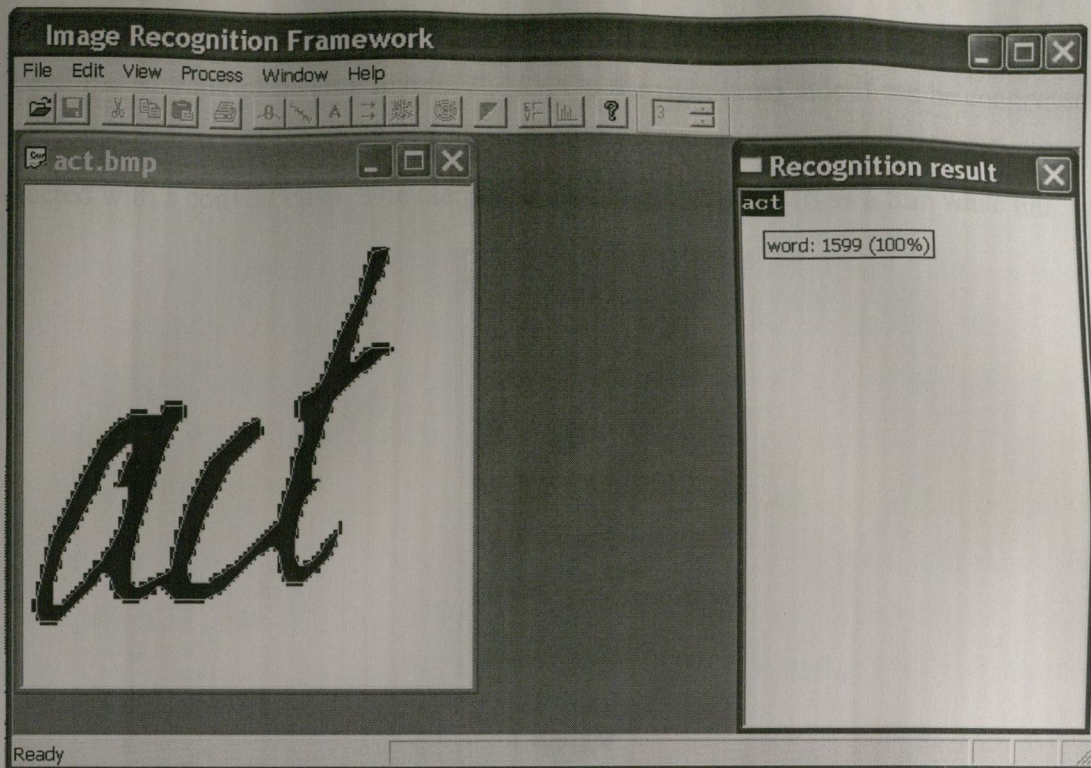 Image Recognition Framework
File Edit View Process Window Help
3
act.bmp
act
Recognition result
act
word: 1599 (100%)
Ready